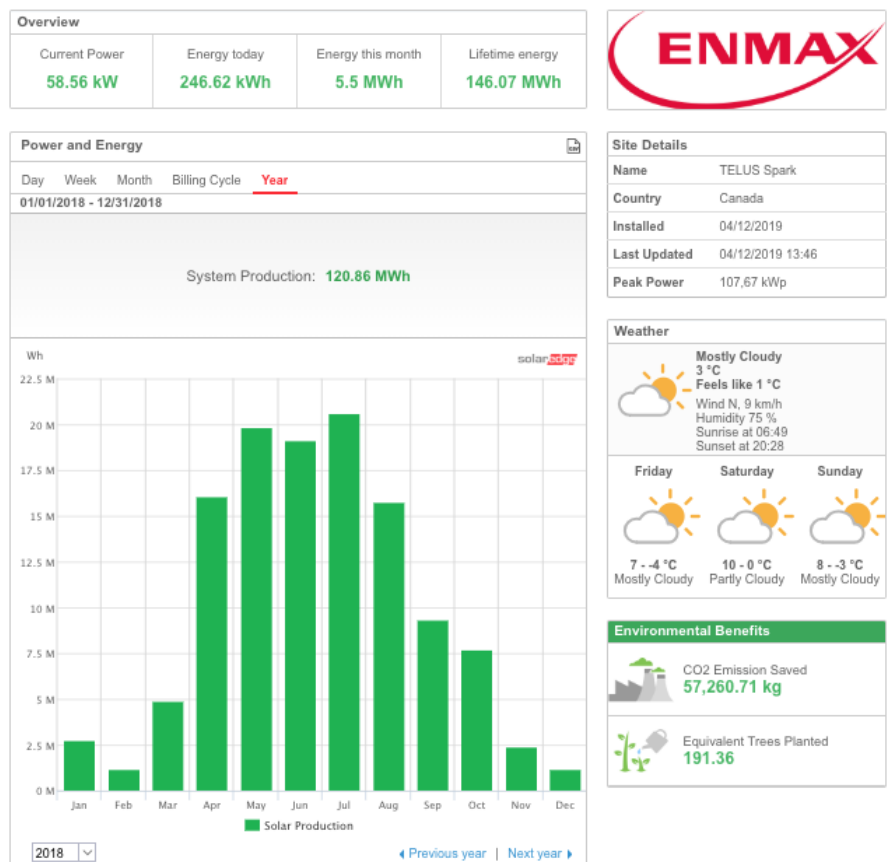 Overview
Current Power
58.56 kW
Energy today
246.62 kWh
Energy this month
5.5 MWh
Lifetime energy
146.07 MWh
ENMAX
Power and Energy
Day Week Month Billing Cycle Year
01/01/2018 - 12/31/2018
System Production: 120.86 MWh
Wh
solaredge
22.5 M
20 M
17.5 M
15 M
12.5 M
10 M
7.5 M
5 M
2.5 M
0 M
Jan Feb Mar Apr May Jun Jul Aug Sep Oct Nov Dec
Solar Production
2018
Previous year | Next year
Site Details
Name TELUS Spark
Country Canada
Installed 04/12/2019
Last Updated 04/12/2019 13:46
Peak Power 107,67 kWp
Weather
Mostly Cloudy
3 °C
Feels like 1 °C
Wind N, 9 km/h
Humidity 75 %
Sunrise at 06:49
Sunset at 20:28
Friday Saturday Sunday
7 - -4 °C 10 - 0 °C 8 - -3 °C
Mostly Cloudy Partly Cloudy Mostly Cloudy
Environmental Benefits
CO2 Emission Saved
57,260.71 kg
Equivalent Trees Planted
191.36